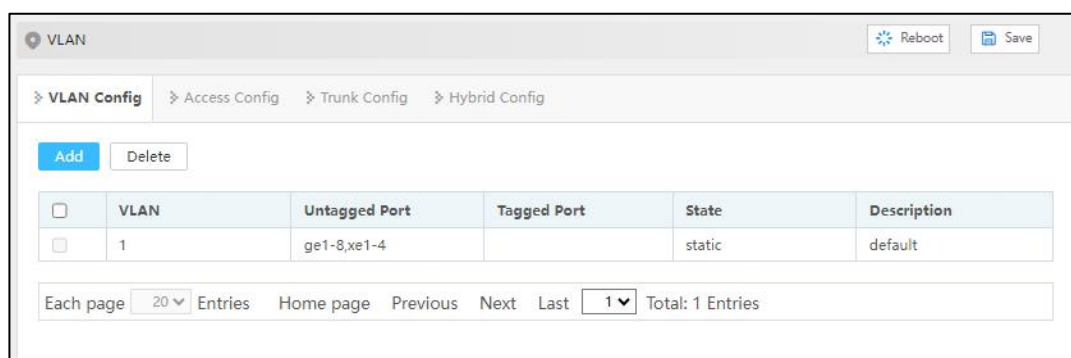 VLAN Reboot Save
VLAN Config Access Config Trunk Config Hybrid Config
Add Delete
VLAN Untagged Port Tagged Port State Description
1 ge1-8,xe1-4 static default
Each page 20 Entries Home page Previous Next Last 1 Total: 1 Entries